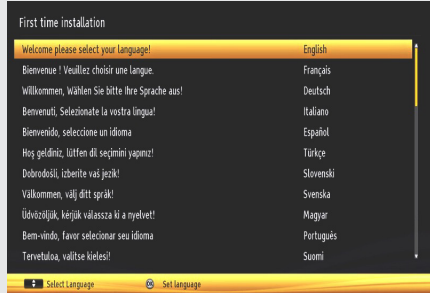 First time installation
Welcome please select your language! English
Bienvenue ! Veuillez choisir une langue. Français
Willkommen, Wählen Sie bitte Ihre Sprache aus! Deutsch
Benvenuti, Selezionate la vostra lingua! Italiano
Bienvenido, seleccione un idioma Español
Hoş geldiniz, lütfen dil seçimini yapınız! Türkçe
Dobrodošli, izberite vaš jezik! Slovenski
Välkommen, välj ditt språk! Svenska
Üdvözöljük, kérjük válassza ki a nyelvet! Magyar
Bem-vindo, favor selecionar seu idioma Português
Tervetuloa, valitse kielesi! Suomi
Select Language OK Set language